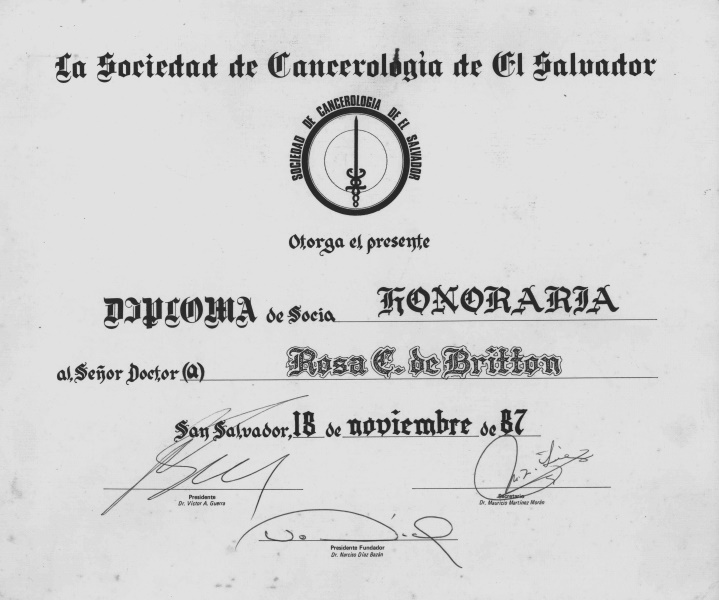 La Sociedad de Cancerología de El Salvador
SOCIEDAD DE CANCEROLOGIA DE EL SALVADOR
Otorga el presente
DIPLOMA de Socia HONORARIA
al Señor Doctor (a) Rosa C. de Britton
San Salvador, 18 de noviembre de 87
Presidente
Dr. Víctor A. Guerra
Secretario
Dr. Mauricio Martínez Morán
Presidente Fundador
Dr. Narciso Díaz Bazán